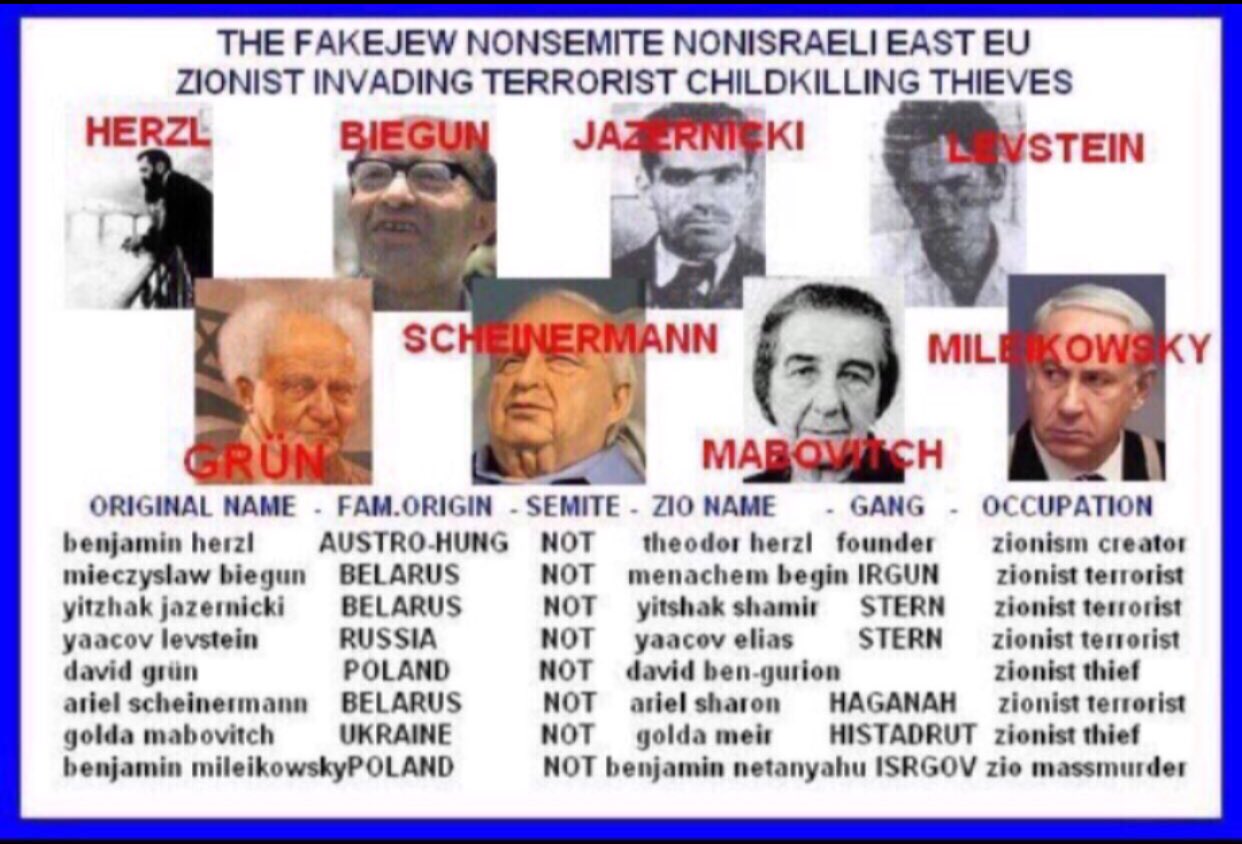 THE FAKEJEW NONSEMITE NONISRAELI EAST EU
ZIONIST INVADING TERRORIST CHILDKILLING THIEVES
HERZL BIEGUN JAZERNICKI LEVSTEIN
SCHEINERMANN MILEIKOWSKY
GRÜN MABOVITCH
ORIGINAL NAME - FAM.ORIGIN - SEMITE - ZIO NAME - GANG - OCCUPATION
benjamin herzl AUSTRO-HUNG NOT theodor herzl founder zionism creator
mieczyslaw biegun BELARUS NOT menachem begin IRGUN zionist terrorist
yitzhak jazernicki BELARUS NOT yitshak shamir STERN zionist terrorist
yaacov levstein RUSSIA NOT yaacov elias STERN zionist terrorist
david grün POLAND NOT david ben-gurion zionist thief
ariel scheinermann BELARUS NOT ariel sharon HAGANAH zionist terrorist
golda mabovitch UKRAINE NOT golda meir HISTADRUT zionist thief
benjamin mileikowsky POLAND NOT benjamin netanyahu ISRGOV zio massmurder